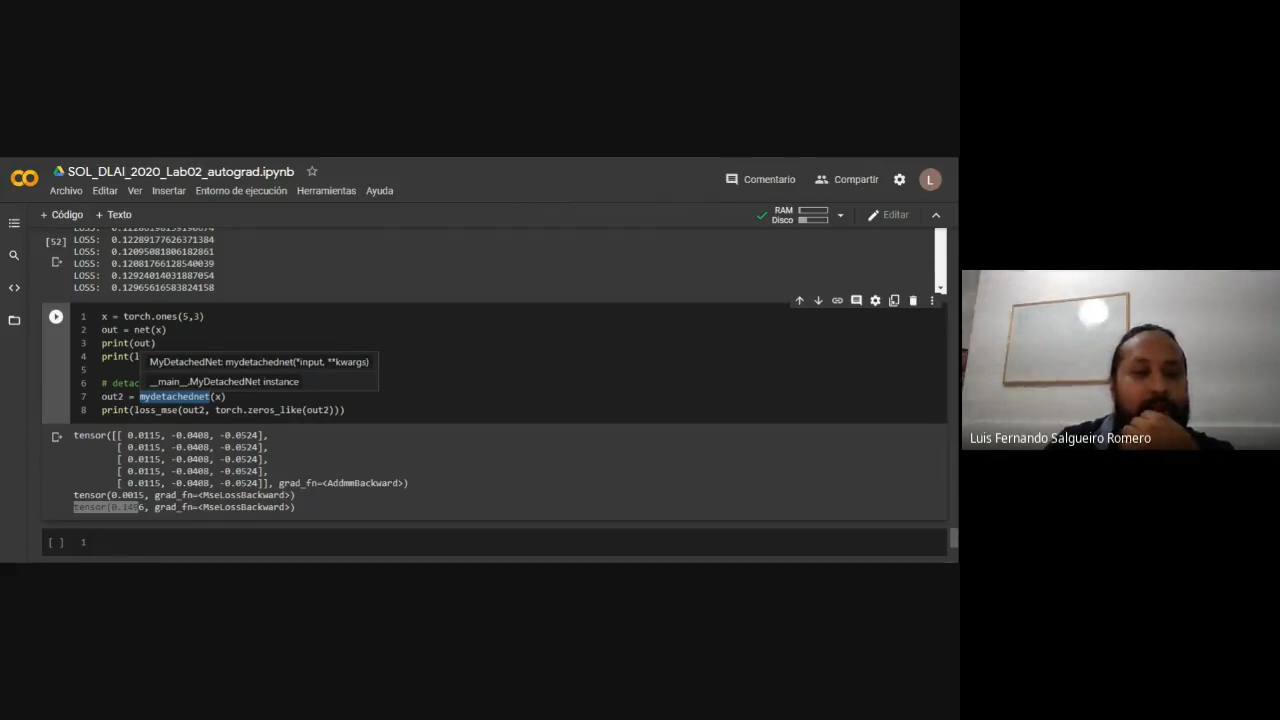 SOL_DLAI_2020_Lab02_autograd.ipynb
Comentario
Compartir
L
Archivo Editar Ver Insertar Entorno de ejecución Herramientas Ayuda
+ Código + Texto
RAM
Disco
Editar
[52]
LOSS: 0.12289177626371384
LOSS: 0.12095081806182861
LOSS: 0.12081766128540039
LOSS: 0.12924014031887054
LOSS: 0.12965616583824158
1 x = torch.ones(5,3)
2 out = net(x)
3 print(out)
4 print(l
MyDetachedNet: mydetachednet(*input, **kwargs)
5
__main__.MyDetachedNet instance
6 # detac
7 out2 = mydetachednet(x)
8 print(loss_mse(out2, torch.zeros_like(out2)))
tensor([[ 0.0115, -0.0408, -0.0524],
[ 0.0115, -0.0408, -0.0524],
[ 0.0115, -0.0408, -0.0524],
[ 0.0115, -0.0408, -0.0524],
[ 0.0115, -0.0408, -0.0524]], grad_fn=<AddmmBackward>)
tensor(0.0015, grad_fn=<MseLossBackward>)
grad_fn=<MseLossBackward>)
[ ] 1
Luis Fernando Salgueiro Romero